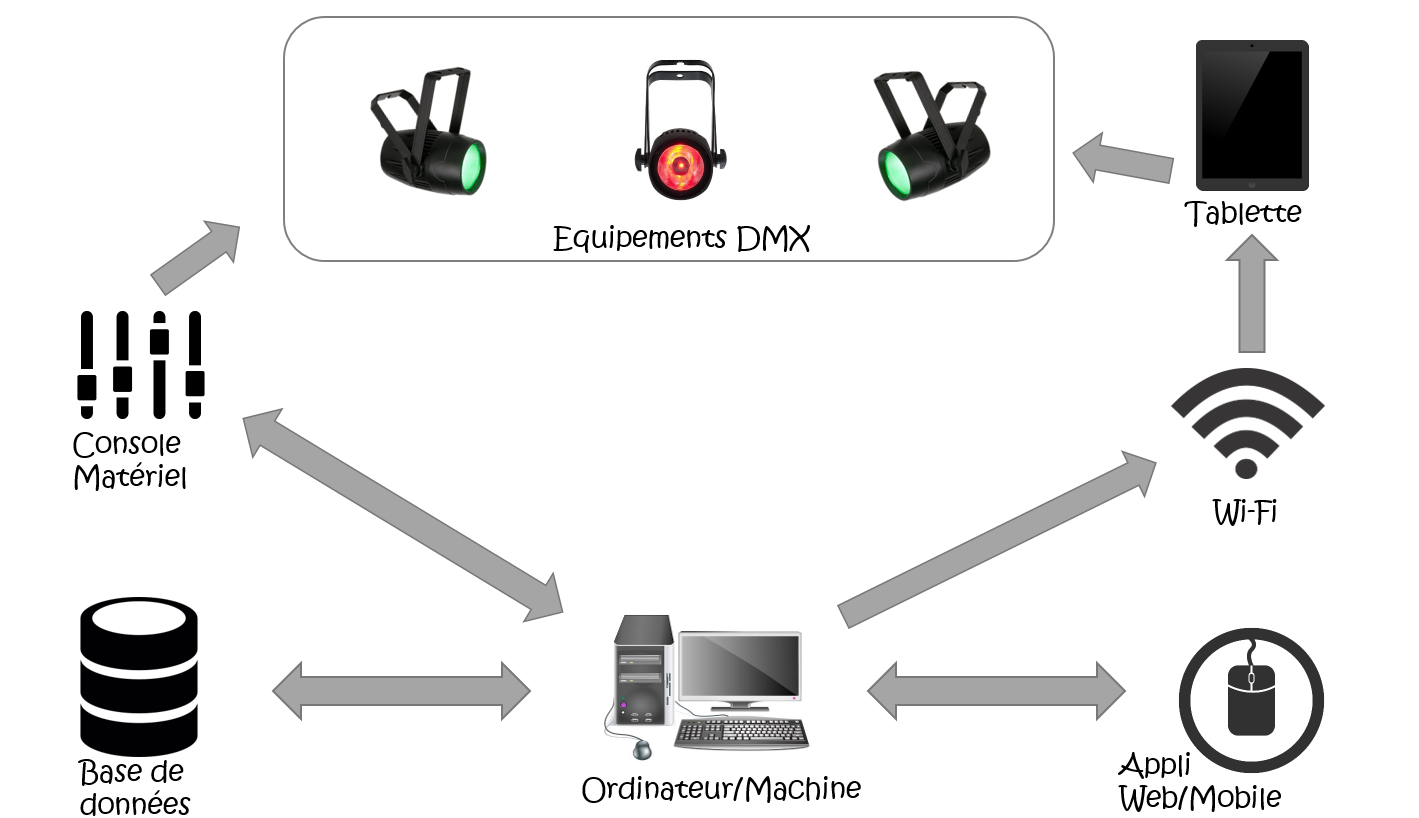 Equipements DMX
Tablette
Console
Matériel
Wi-Fi
Base de
données
Ordinateur/Machine
Appli
Web/Mobile